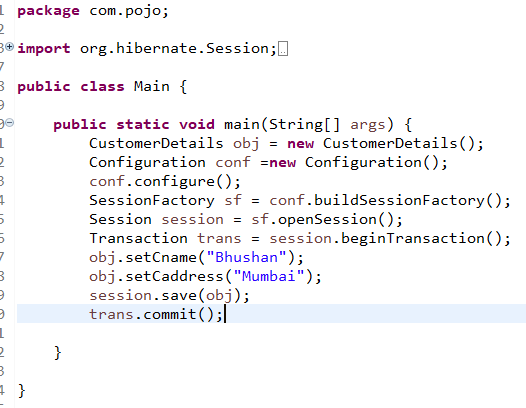 package com.pojo;
import org.hibernate.Session;
public class Main {
public static void main(String[] args) {
CustomerDetails obj = new CustomerDetails();
Configuration conf =new Configuration();
conf.configure();
SessionFactory sf = conf.buildSessionFactory();
Session session = sf.openSession();
Transaction trans = session.beginTransaction();
obj.setCname("Bhushan");
obj.setCaddress("Mumbai");
session.save(obj);
trans.commit();
}
}